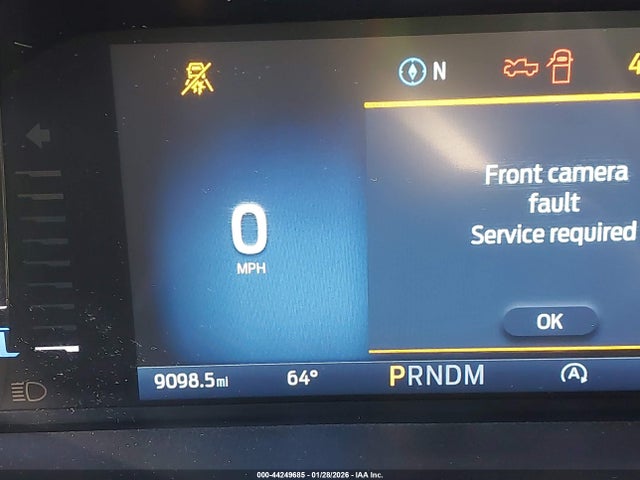 N
4
Front camera
fault
Service required
0
MPH
OK
9098.5mi
64°
PRNDM
A
000-44249685 - 01/28/2026 - IAA Inc.